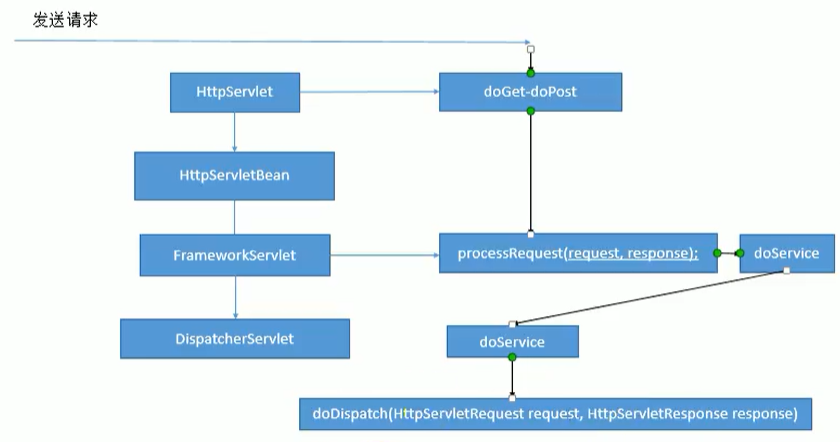 发送请求
HttpServlet
doGet-doPost
HttpServletBean
FrameworkServlet
processRequest(request, response);
doService
DispatcherServlet
doService
doDispatch(HttpServletRequest request, HttpServletResponse response)